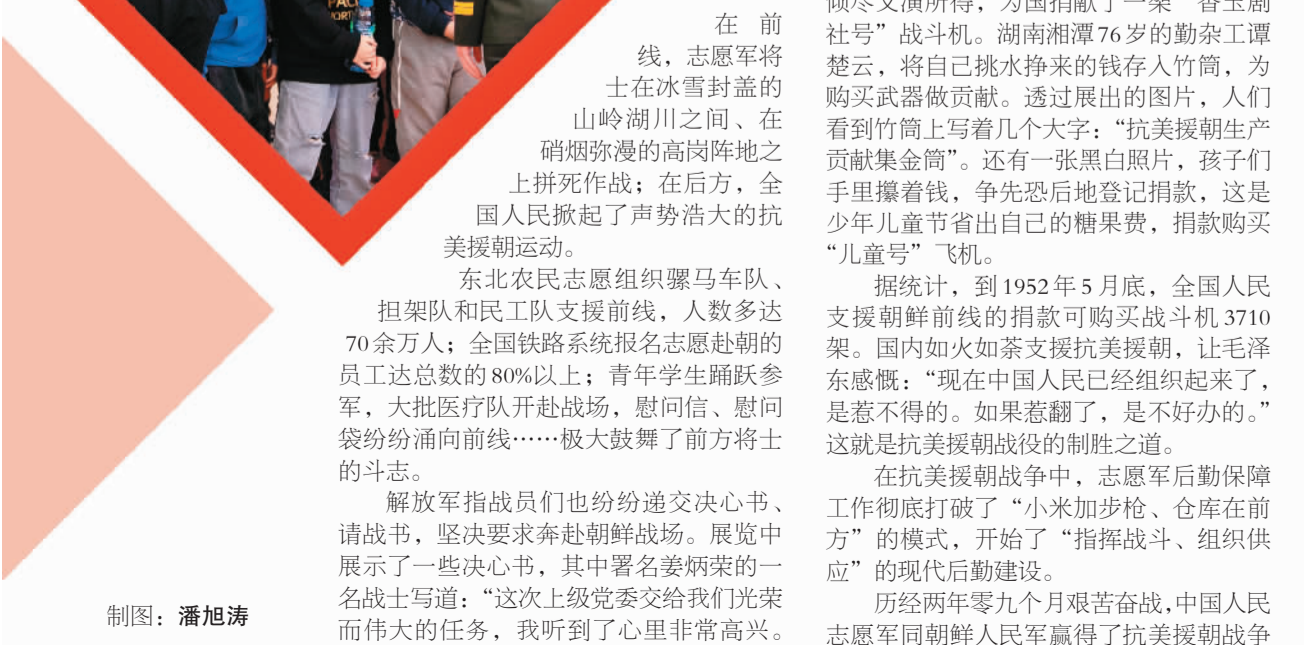 在前
线，志愿军将
士在冰雪封盖的
山岭湖川之间、在
硝烟弥漫的高岗阵地之
上拼死作战；在后方，全
国人民掀起了声势浩大的抗
美援朝运动。
东北农民志愿组织骡马车队、
担架队和民工队支援前线，人数多达
70余万人；全国铁路系统报名志愿赴朝的
员工达总数的80%以上；青年学生踊跃参
军，大批医疗队开赴战场，慰问信、慰问
袋纷纷涌向前线……极大鼓舞了前方将士
的斗志。
解放军指战员们也纷纷递交决心书、
请战书，坚决要求奔赴朝鲜战场。展览中
展示了一些决心书，其中署名姜炳荣的一
名战士写道：“这次上级党委交给我们光荣
而伟大的任务，我听到了心里非常高兴。
倾尽义演所得，为国捐献了一架“香玉剧
社号”战斗机。湖南湘潭76岁的勤杂工谭
楚云，将自己挑水挣来的钱存入竹筒，为
购买武器做贡献。透过展出的图片，人们
看到竹筒上写着几个大字：“抗美援朝生产
贡献集金筒”。还有一张黑白照片，孩子们
手里攥着钱，争先恐后地登记捐款，这是
少年儿童节省出自己的糖果费，捐款购买
“儿童号”飞机。
据统计，到1952年5月底，全国人民
支援朝鲜前线的捐款可购买战斗机3710
架。国内如火如荼支援抗美援朝，让毛泽
东感慨：“现在中国人民已经组织起来了，
是惹不得的。如果惹翻了，是不好办的。”
这就是抗美援朝战役的制胜之道。
在抗美援朝战争中，志愿军后勤保障
工作彻底打破了“小米加步枪、仓库在前
方”的模式，开始了“指挥战斗、组织供
应”的现代后勤建设。
历经两年零九个月艰苦奋战,中国人民
志愿军同朝鲜人民军赢得了抗美援朝战争
制图：潘旭涛